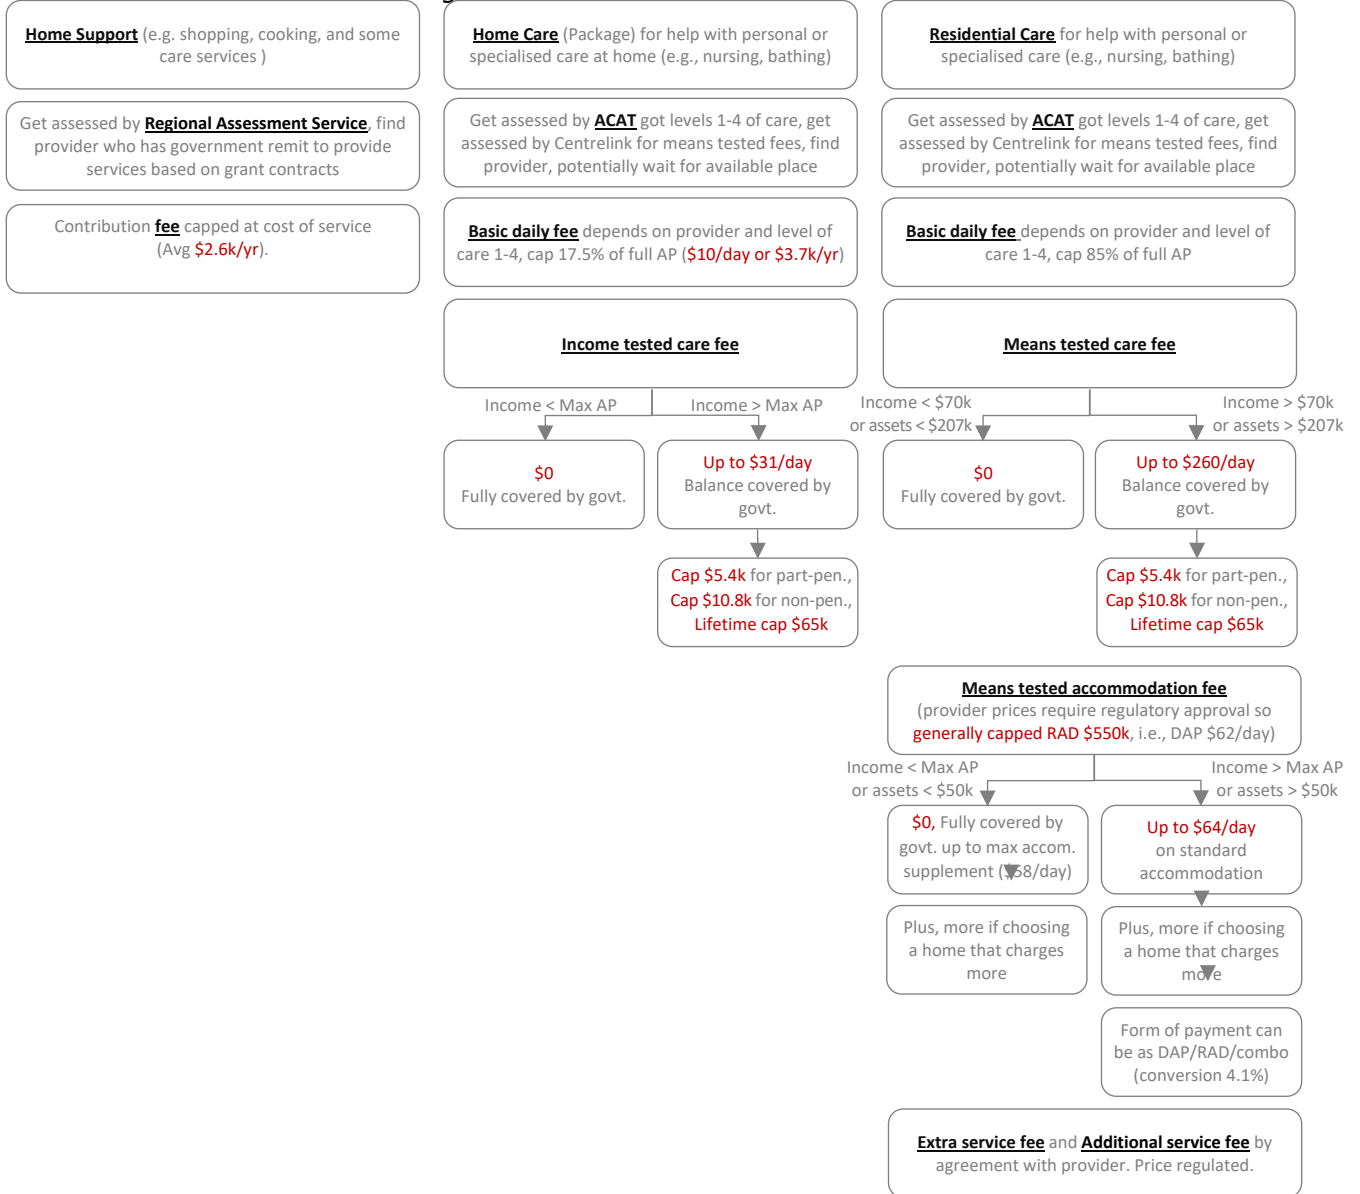 Home Support (e.g. shopping, cooking, and some
care services )
Get assessed by Regional Assessment Service, find
provider who has government remit to provide
services based on grant contracts
Contribution fee capped at cost of service
(Avg $2.6k/yr).
Home Care (Package) for help with personal or
specialised care at home (e.g., nursing, bathing)
Get assessed by ACAT got levels 1-4 of care, get
assessed by Centrelink for means tested fees, find
provider, potentially wait for available place
Basic daily fee depends on provider and level of
care 1-4, cap 17.5% of full AP ($10/day or $3.7k/yr)
Income tested care fee
Income < Max AP
Income > Max AP
$0
Fully covered by govt.
Up to $31/day
Balance covered by
govt.
Cap $5.4k for part-pen.,
Cap $10.8k for non-pen.,
Lifetime cap $65k
Residential Care for help with personal or
specialised care (e.g., nursing, bathing)
Get assessed by ACAT got levels 1-4 of care, get
assessed by Centrelink for means tested fees, find
provider, potentially wait for available place
Basic daily fee depends on provider and level of
care 1-4, cap 85% of full AP
Means tested care fee
Income < $70k
or assets < $207k
Income > $70k
or assets > $207k
$0
Fully covered by govt.
Up to $260/day
Balance covered by
govt.
Cap $5.4k for part-pen.,
Cap $10.8k for non-pen.,
Lifetime cap $65k
Means tested accommodation fee
(provider prices require regulatory approval so
generally capped RAD $550k, i.e., DAP $62/day)
Income < Max AP
or assets < $50k
Income > Max AP
or assets > $50k
$0, Fully covered by
govt. up to max accom.
supplement ($58/day)
Plus, more if choosing
a home that charges
more
Up to $64/day
on standard
accommodation
Plus, more if choosing
a home that charges
more
Form of payment can
be as DAP/RAD/combo
(conversion 4.1%)
Extra service fee and Additional service fee by
agreement with provider. Price regulated.